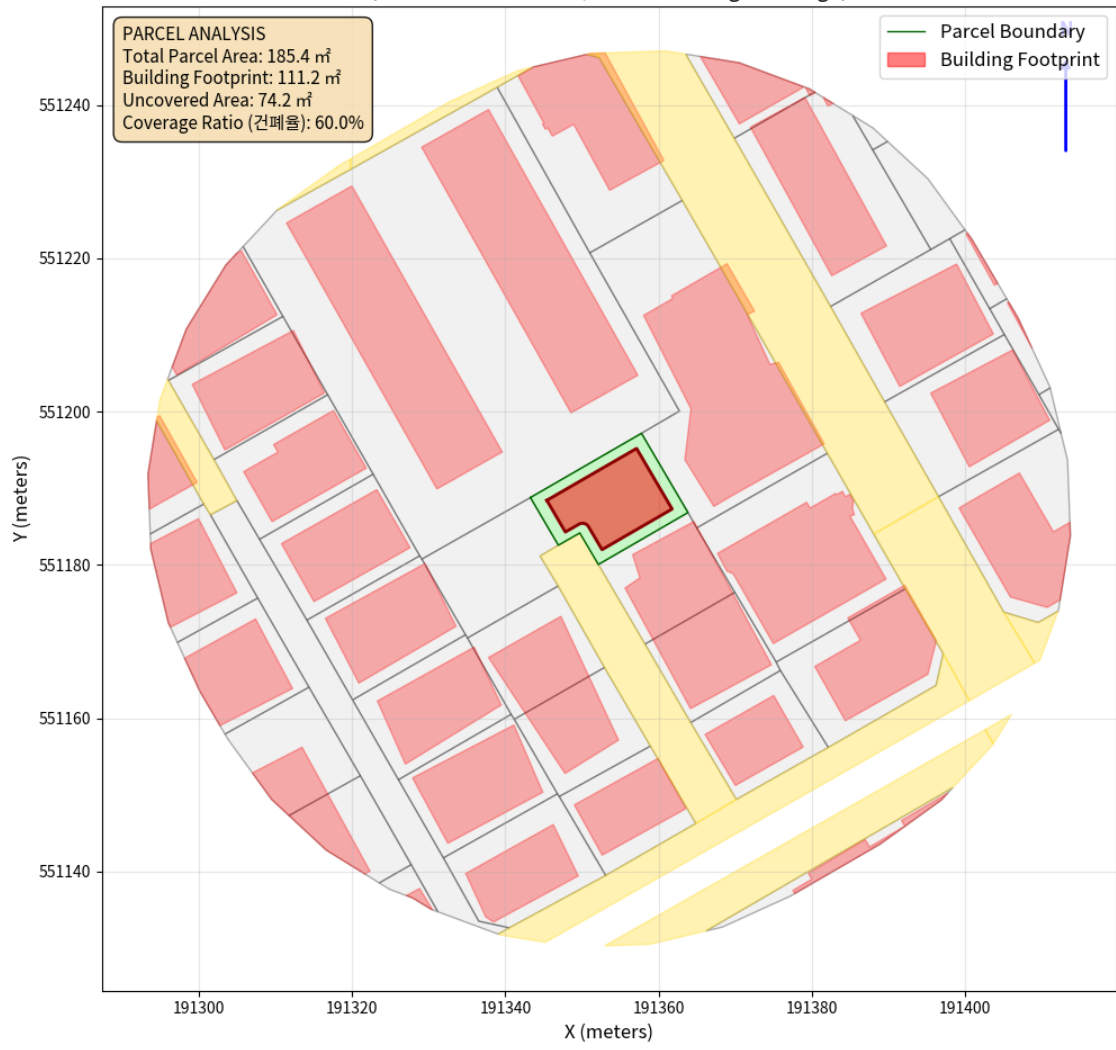 PARCEL ANALYSIS
Total Parcel Area: 185.4 ㎡
Building Footprint: 111.2 ㎡
Uncovered Area: 74.2 ㎡
Coverage Ratio (건폐율): 60.0%
Parcel Boundary
Building Footprint
N
551240
551220
551200
551180
551160
551140
Y (meters)
191300
191320
191340
191360
191380
191400
X (meters)